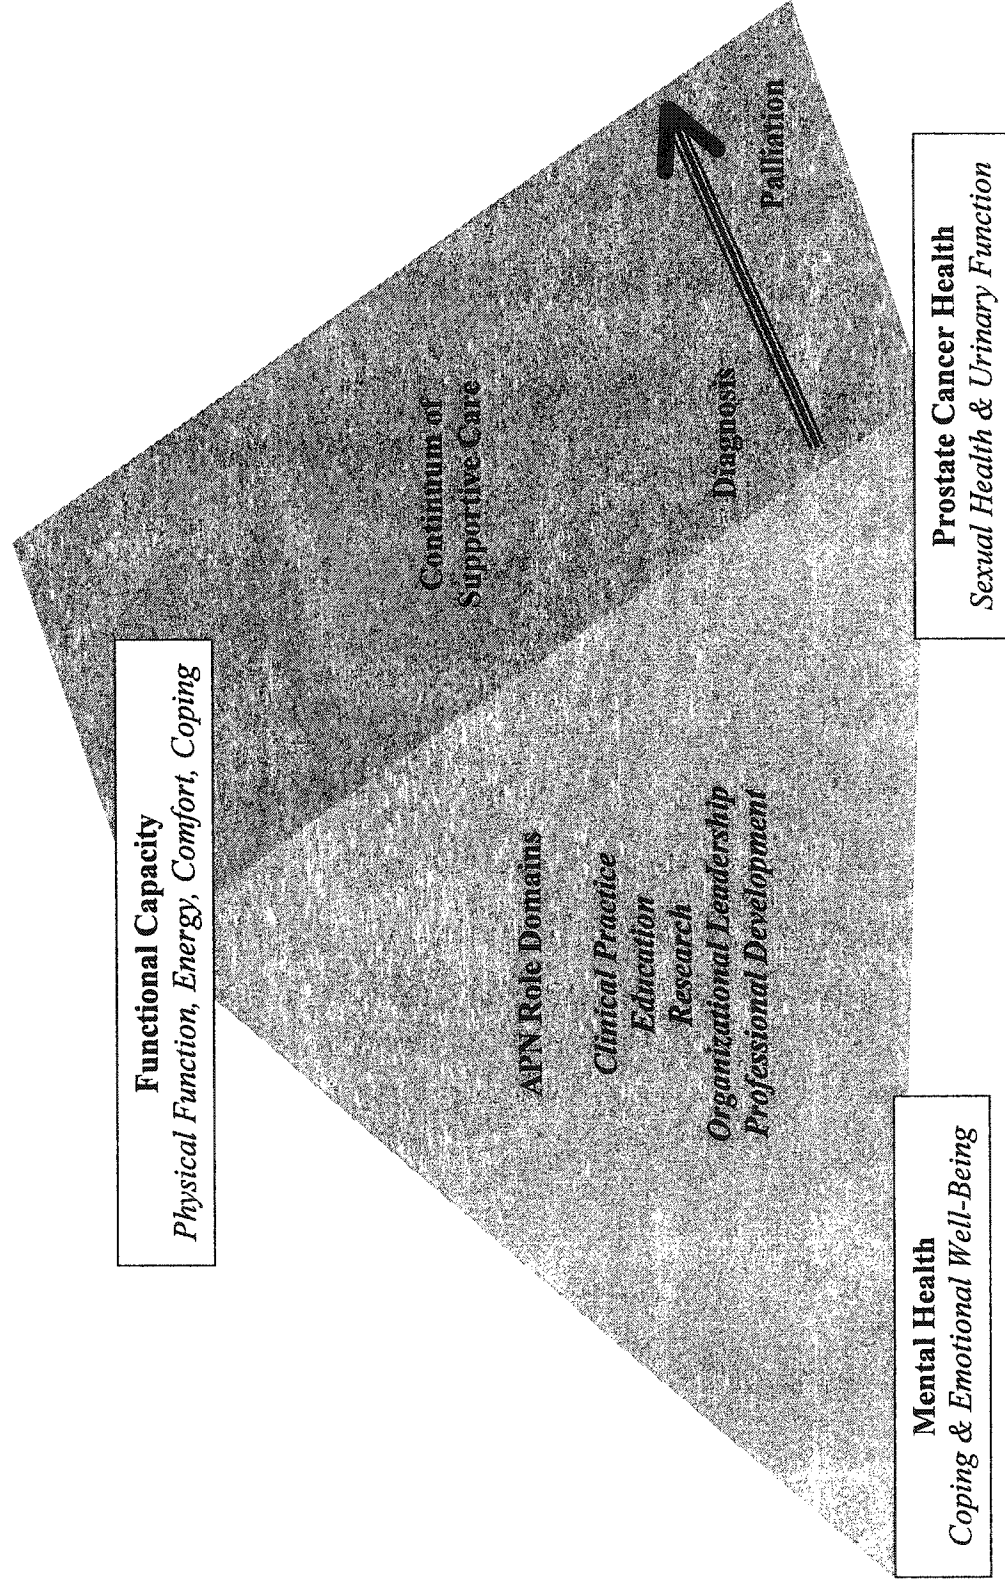 Functional Capacity
Physical Function, Energy, Comfort, Coping
Continuum of
Supportive Care
APN Role Domains
Clinical Practice
Education
Research
Organizational Leadership
Professional Development
Diagnosis
Palliation
Mental Health
Coping & Emotional Well-Being
Prostate Cancer Health
Sexual Health & Urinary Function